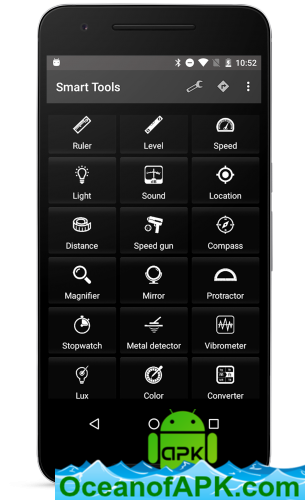 10:52
Smart Tools
Ruler
Level
Speed
Light
Sound
Location
Distance
Speed gun
Compass
Magnifier
Mirror
Protractor
Stopwatch
Metal detector
Vibrometer
Lux
Color
Converter
apk
OceanofAPK.com